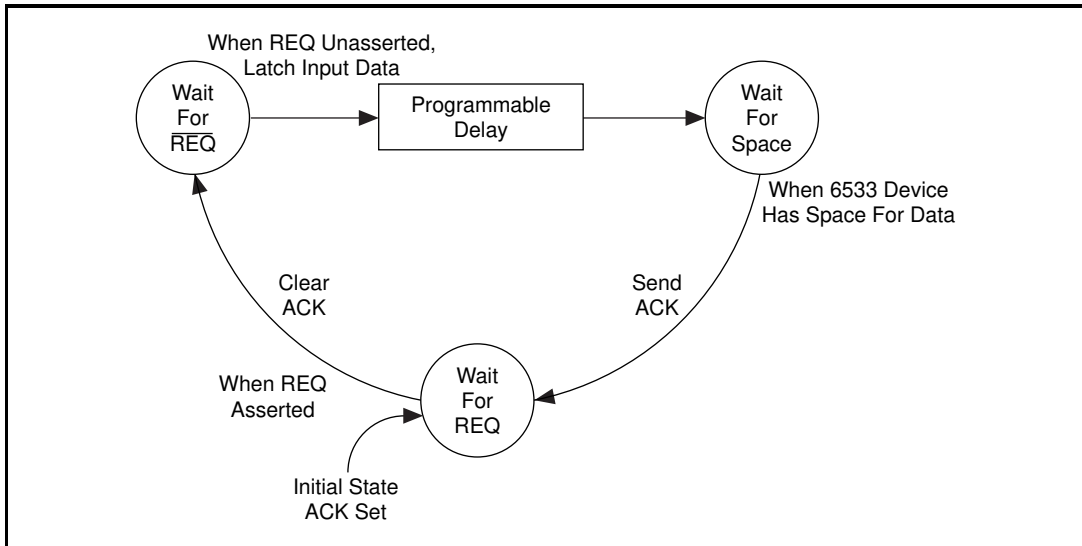 When REQ Unasserted,
Latch Input Data
Wait
For
R̅E̅Q̅
Programmable
Delay
Wait
For
Space
When 6533 Device
Has Space For Data
Clear
ACK
Send
ACK
When REQ
Asserted
Wait
For
REQ
Initial State
ACK Set